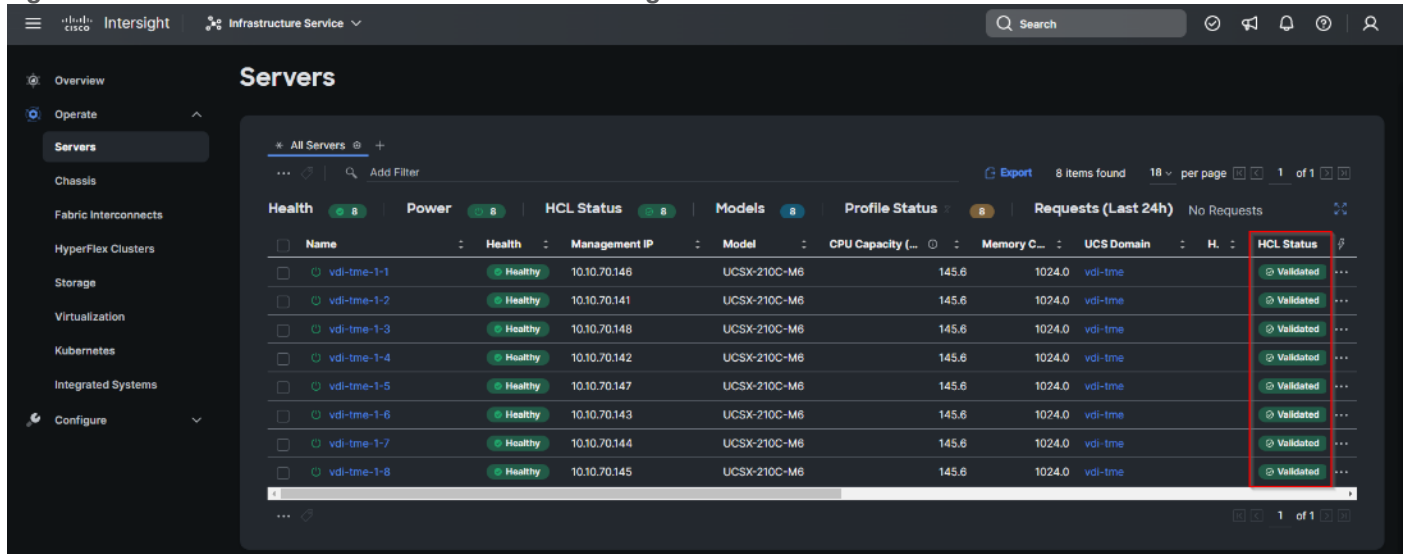 cisco Intersight Infrastructure Service Search
Servers
Overview
Operate
Servers
Chassis
Fabric Interconnects
HyperFlex Clusters
Storage
Virtualization
Kubernetes
Integrated Systems
Configure
All Servers +
... Add Filter Export 8 items found 18 per page 1 of 1
Health 8 Power 8 HCL Status 8 Models 8 Profile Status 8 Requests (Last 24h) No Requests
Name Health Management IP Model CPU Capacity (... Memory C... UCS Domain H. HCL Status
vdi-tme-1-1 Healthy 10.10.70.146 UCSX-210C-M6 145.6 1024.0 vdi-tme Validated ...
vdi-tme-1-2 Healthy 10.10.70.141 UCSX-210C-M6 145.6 1024.0 vdi-tme Validated ...
vdi-tme-1-3 Healthy 10.10.70.148 UCSX-210C-M6 145.6 1024.0 vdi-tme Validated ...
vdi-tme-1-4 Healthy 10.10.70.142 UCSX-210C-M6 145.6 1024.0 vdi-tme Validated ...
vdi-tme-1-5 Healthy 10.10.70.147 UCSX-210C-M6 145.6 1024.0 vdi-tme Validated ...
vdi-tme-1-6 Healthy 10.10.70.143 UCSX-210C-M6 145.6 1024.0 vdi-tme Validated ...
vdi-tme-1-7 Healthy 10.10.70.144 UCSX-210C-M6 145.6 1024.0 vdi-tme Validated ...
vdi-tme-1-8 Healthy 10.10.70.145 UCSX-210C-M6 145.6 1024.0 vdi-tme Validated ...
... 1 of 1